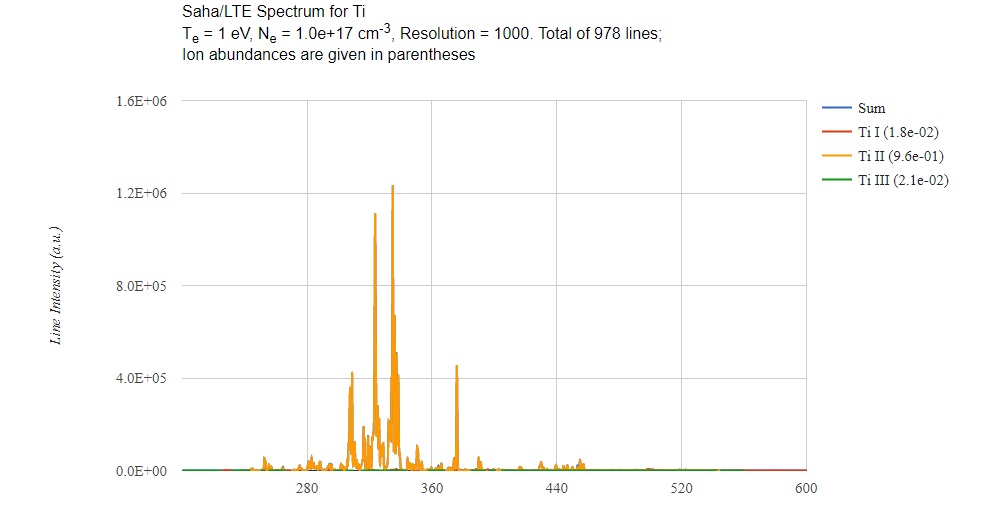 Saha/LTE Spectrum for Ti
Tₑ = 1 eV, Nₑ = 1.0e+17 cm⁻³, Resolution = 1000. Total of 978 lines;
Ion abundances are given in parentheses
1.6E+06
1.2E+06
8.0E+05
4.0E+05
0.0E+00
Line Intensity (a.u.)
280
360
440
520
600
Sum
Ti I (1.8e-02)
Ti II (9.6e-01)
Ti III (2.1e-02)